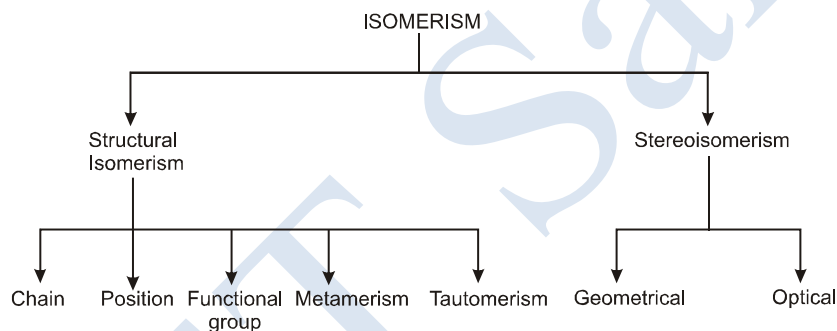 ISOMERISM
Structural
Isomerism
Stereoisomerism
Chain
Position
Functional
group
Metamerism
Tautomerism
Geometrical
Optical